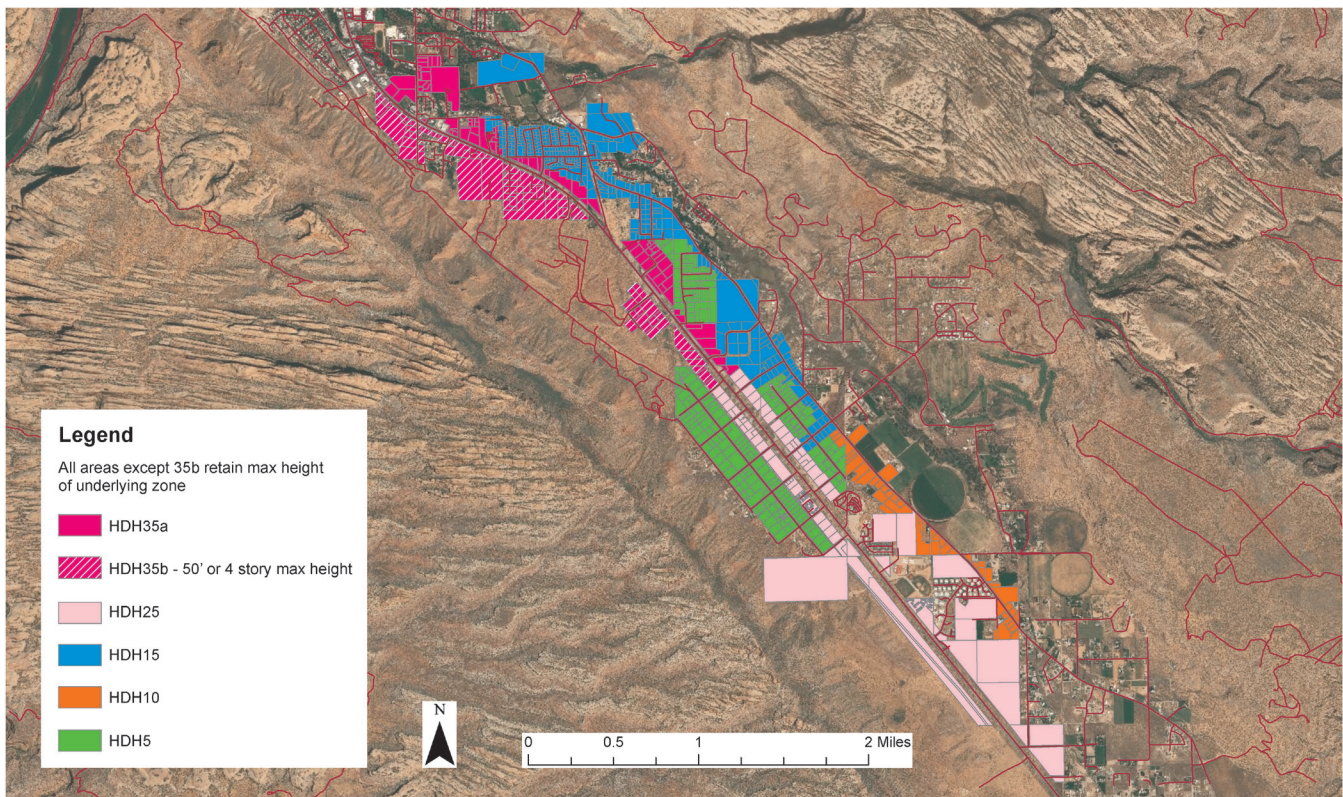 Legend
All areas except 35b retain max height
of underlying zone
HDH35a
HDH35b - 50' or 4 story max height
HDH25
HDH15
HDH10
HDH5
N
0 0.5 1 2 Miles